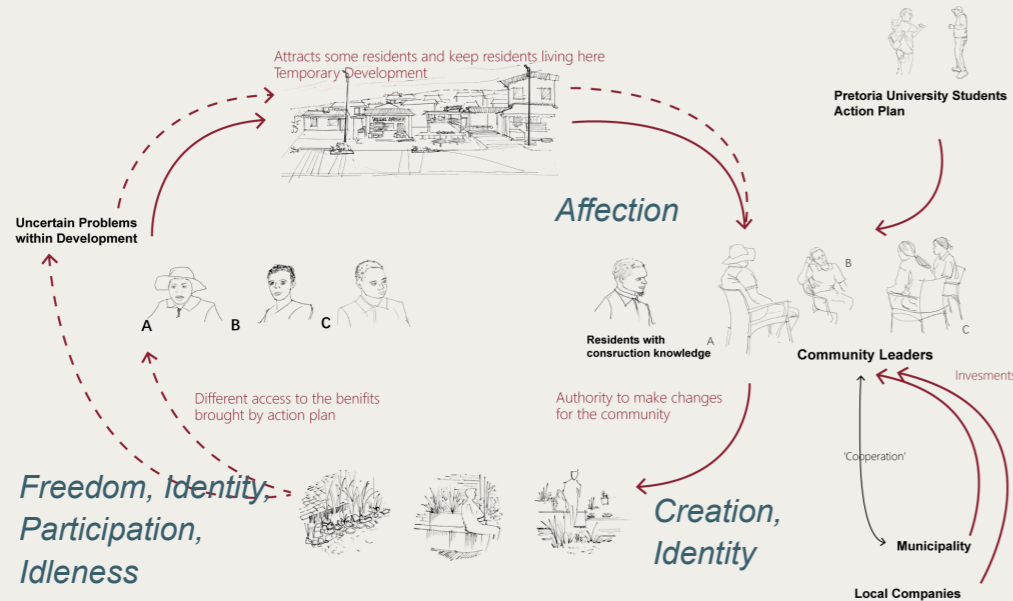 Attracts some residents and keep residents living here
Temporary Development
Pretoria University Students
Action Plan
Uncertain Problems
within Development
Affection
A
B
C
Residents with
consruction knowledge
A
B
C
Community Leaders
Invesments
Different access to the benifits
brought by action plan
Authority to make changes
for the community
'Cooperation'
Freedom, Identity,
Participation,
Idleness
Creation,
Identity
Municipality
Local Companies